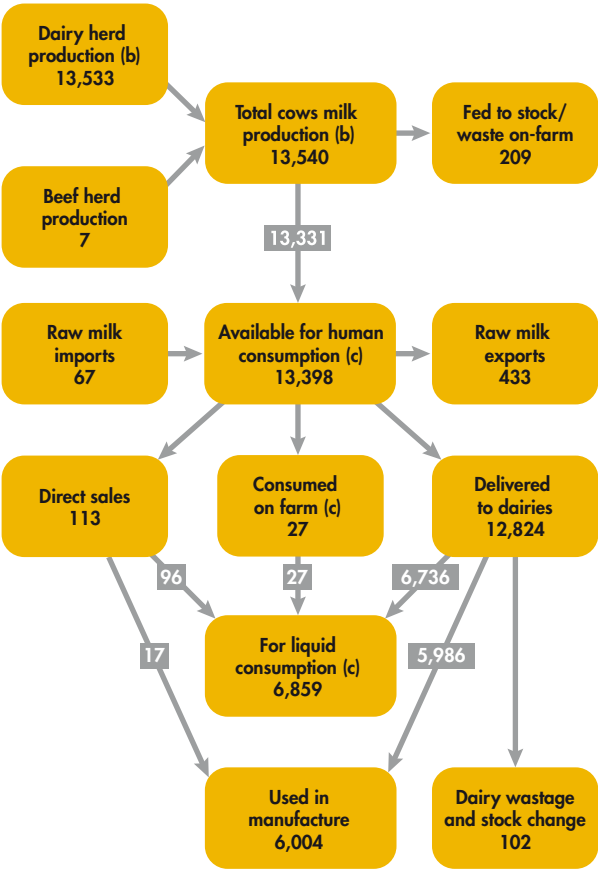 Dairy herd
production (b)
13,533
Total cows milk
production (b)
13,540
Fed to stock/
waste on-farm
209
Beef herd
production
7
13,331
Raw milk
imports
67
Available for human
consumption (c)
13,398
Raw milk
exports
433
Direct sales
113
Consumed
on farm (c)
27
Delivered
to dairies
12,824
96
27
6,736
17
For liquid
consumption (c)
6,859
5,986
Used in
manufacture
6,004
Dairy wastage
and stock change
102